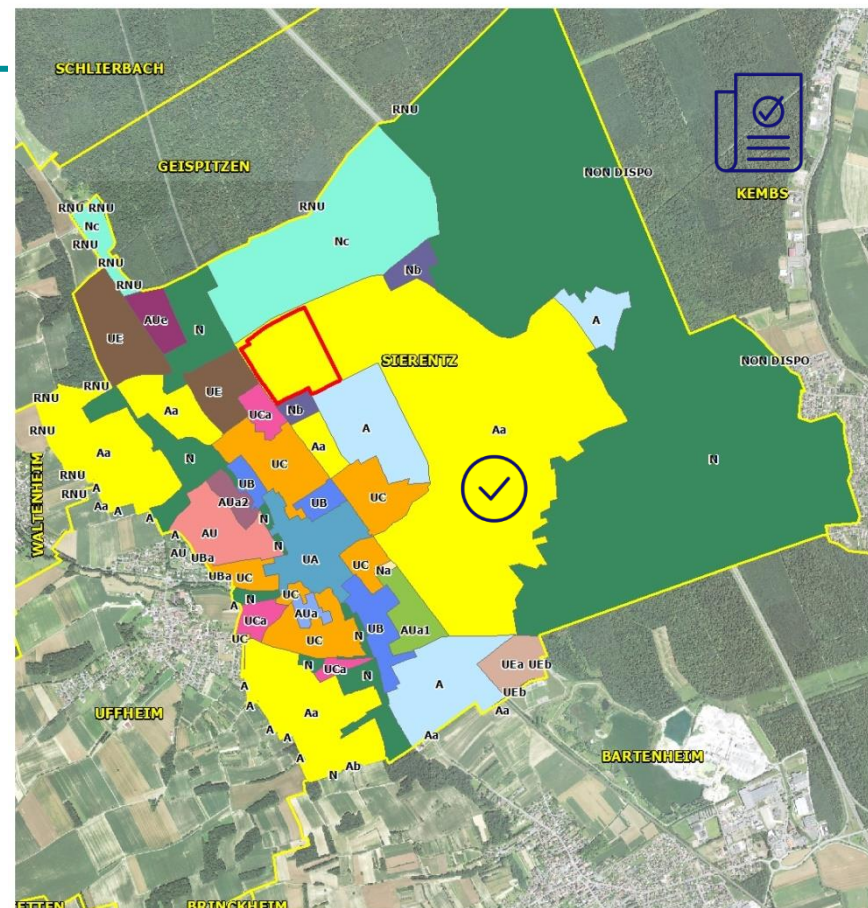 SCHLIERBACH
RNU
GEISPITZEN
NON DISPO
KEMBS
RNU RNU
RNU
Nc
Nc
RNU
RNU
Nb
RNU
AUe
N
A
UE
SIERENTZ
NON DISPO
RNU
RNU
Aa
UE
UCa
Nb
RNU
Aa
Aa
A
Aa
N
N
UC
RNU
UB
WALTENHEIM
RNU
A
AUa2
UB
UC
Aa
A
A
N
AU
A
N
AU
UBa
UA
UBa
UC
UC
Na
UC
N
A
AUa
UCa
UB
AUa1
UC
UC
N
N
UCa
N
A
UEa
UEb
UEb
A
A
Aa
Aa
Aa
UFFHEIM
A
A
BARTENHEIM
A
Ab
N
BRINCKHEIM